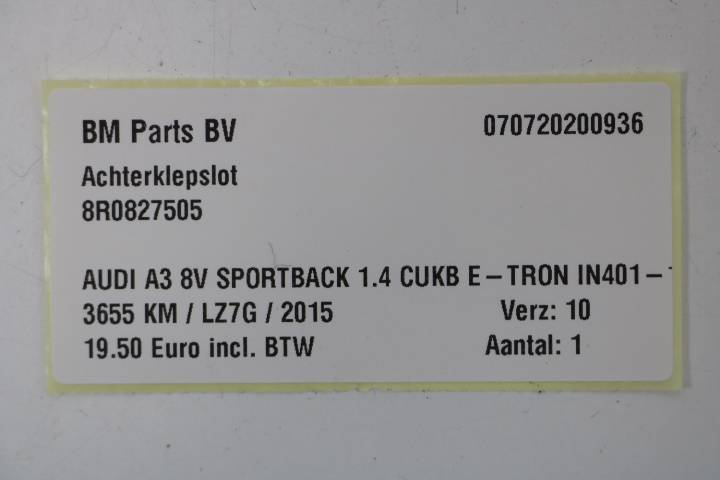 BM Parts BV 070720200936
Achterklepslot
8R0827505
AUDI A3 8V SPORTBACK 1.4 CUKB E-TRON IN401-
3655 KM / LZ7G / 2015 Verz: 10
19.50 Euro incl. BTW Aantal: 1